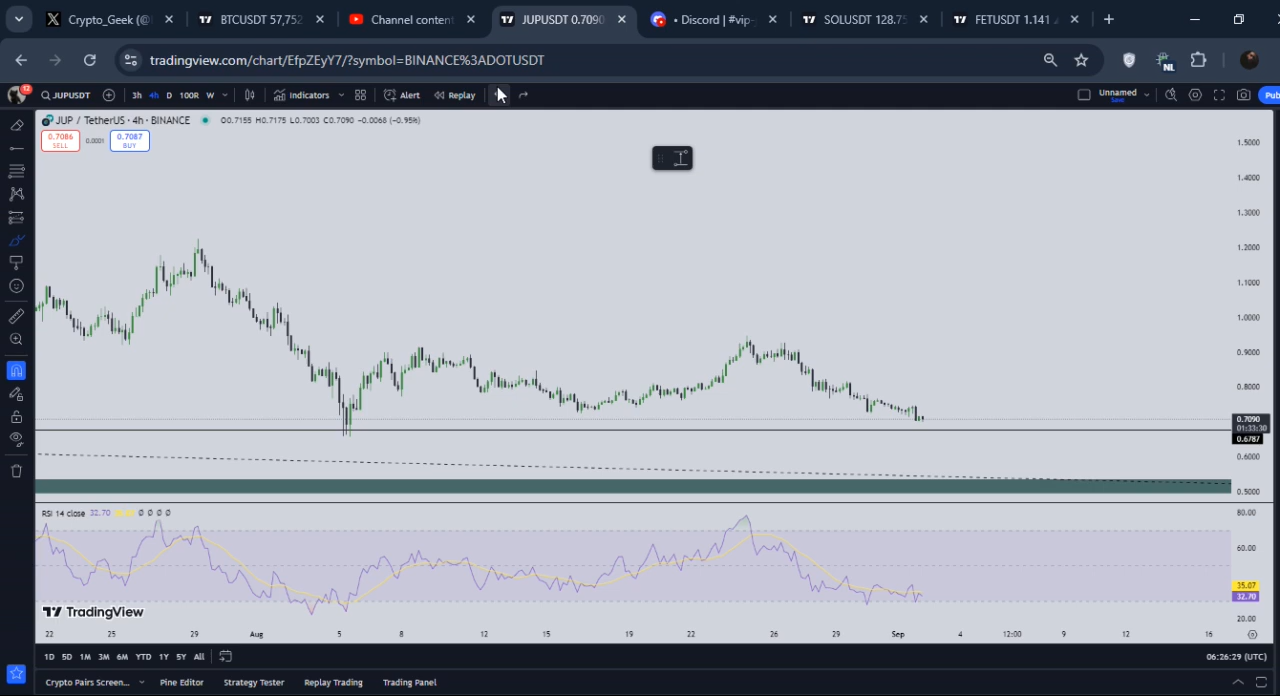 Crypto_Geek (@
BTCUSDT 57,752
Channel content
JUPUSDT 0.7090
• Discord | #vip-
SOLUSDT 128.75
FETUSDT 1.141
tradingview.com/chart/EfpZEyY7/?symbol=BINANCE%3ADOTUSDT
NL
12
JUPUSDT
3h 4h D 100R W
Indicators
Alert
Replay
Unnamed
Save
Pub
JUP / TetherUS · 4h · BINANCE
O0.7155 H0.7175 L0.7003 C0.7090 -0.0068 (-0.95%)
0.7086
SELL
0.0001
0.7087
BUY
1.5000
1.4000
1.3000
1.2000
1.1000
1.0000
0.9000
0.8000
0.7090
01:33:30
0.6787
0.6000
0.5000
RSI 14 close 32.70 Ø Ø Ø Ø
80.00
60.00
35.07
32.70
20.00
TradingView
22 25 29 Aug 5 8 12 15 19 22 26 29 Sep 4 12:00 9 12 16
1D 5D 1M 3M 6M YTD 1Y 5Y All
06:26:29 (UTC)
Crypto Pairs Screen...
Pine Editor
Strategy Tester
Replay Trading
Trading Panel